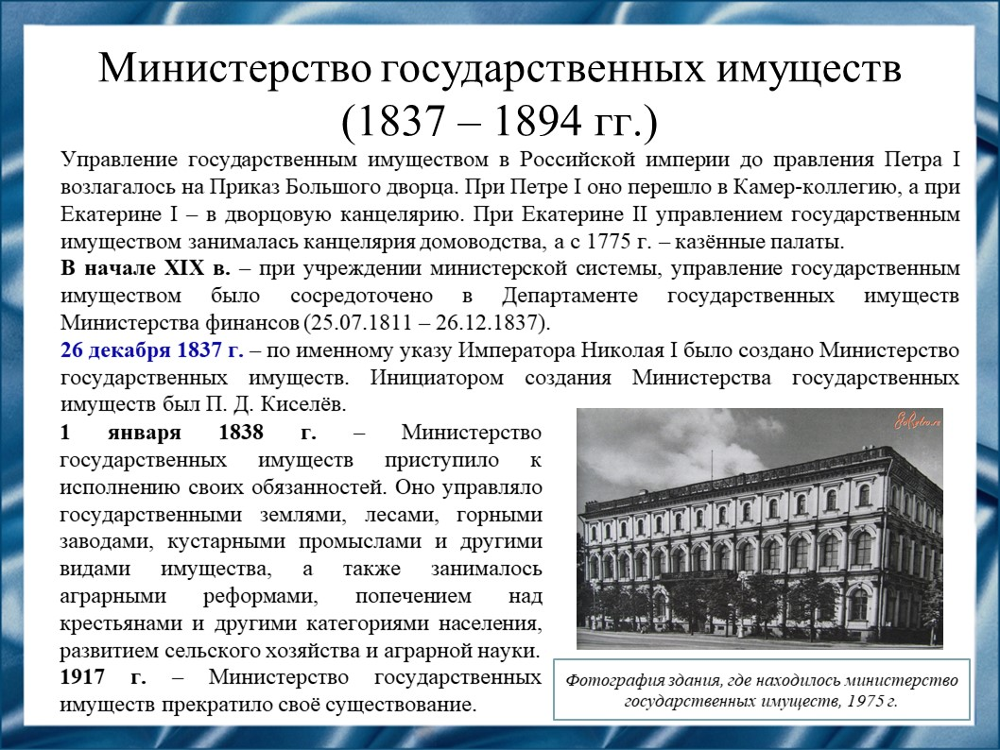 Министерство государственных имуществ
(1837 – 1894 гг.)
Управление государственным имуществом в Российской империи до правления Петра I
возлагалось на Приказ Большого дворца. При Петре I оно перешло в Камер-коллегию, а при
Екатерине I – в дворцовую канцелярию. При Екатерине II управлением государственным
имуществом занималась канцелярия домоводства, а с 1775 г. – казённые палаты.
В начале XIX в. – при учреждении министерской системы, управление государственным
имуществом было сосредоточено в Департаменте государственных имуществ
Министерства финансов (25.07.1811 – 26.12.1837).
26 декабря 1837 г. – по именному указу Императора Николая I было создано Министерство
государственных имуществ. Инициатором создания Министерства государственных
имуществ был П. Д. Киселёв.
1 января 1838 г. – Министерство
государственных имуществ приступило к
исполнению своих обязанностей. Оно управляло
государственными землями, лесами, горными
заводами, кустарными промыслами и другими
видами имущества, а также занималось
аграрными реформами, попечением над
крестьянами и другими категориями населения,
развитием сельского хозяйства и аграрной науки.
1917 г. – Министерство государственных
имуществ прекратило своё существование.
Фотография здания, где находилось министерство
государственных имуществ, 1975 г.